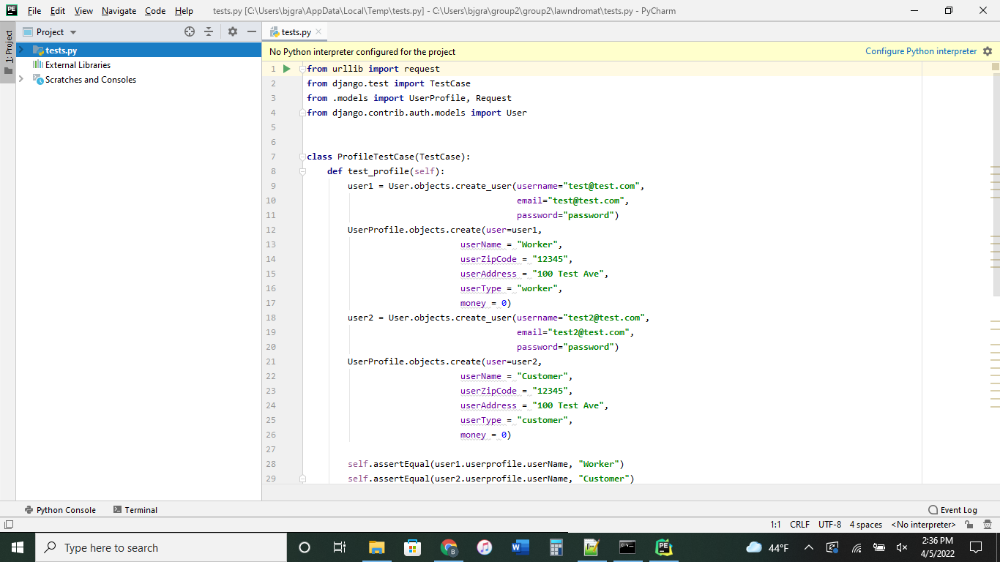 File Edit View Navigate Code Help tests.py [C:\Users\bjgra\AppData\Local\Temp\tests.py] - C:\Users\bjgra\group2\group2\lawndromat\tests.py - PyCharm
1: Project
Project
tests.py
tests.py
External Libraries
Scratches and Consoles
No Python interpreter configured for the project Configure Python interpreter
1 from urllib import request
2 from django.test import TestCase
3 from .models import UserProfile, Request
4 from django.contrib.auth.models import User
5
6
7 class ProfileTestCase(TestCase):
8 def test_profile(self):
9 user1 = User.objects.create_user(username="test@test.com",
10 email="test@test.com",
11 password="password")
12 UserProfile.objects.create(user=user1,
13 userName = "Worker",
14 userZipCode = "12345",
15 userAddress = "100 Test Ave",
16 userType = "worker",
17 money = 0)
18 user2 = User.objects.create_user(username="test2@test.com",
19 email="test2@test.com",
20 password="password")
21 UserProfile.objects.create(user=user2,
22 userName = "Customer",
23 userZipCode = "12345",
24 userAddress = "100 Test Ave",
25 userType = "customer",
26 money = 0)
27
28 self.assertEqual(user1.userprofile.userName, "Worker")
29 self.assertEqual(user2.userprofile.userName, "Customer")
Python Console Terminal Event Log
1:1 CRLF UTF-8 4 spaces <No interpreter>
Type here to search
44°F
2:36 PM
4/5/2022